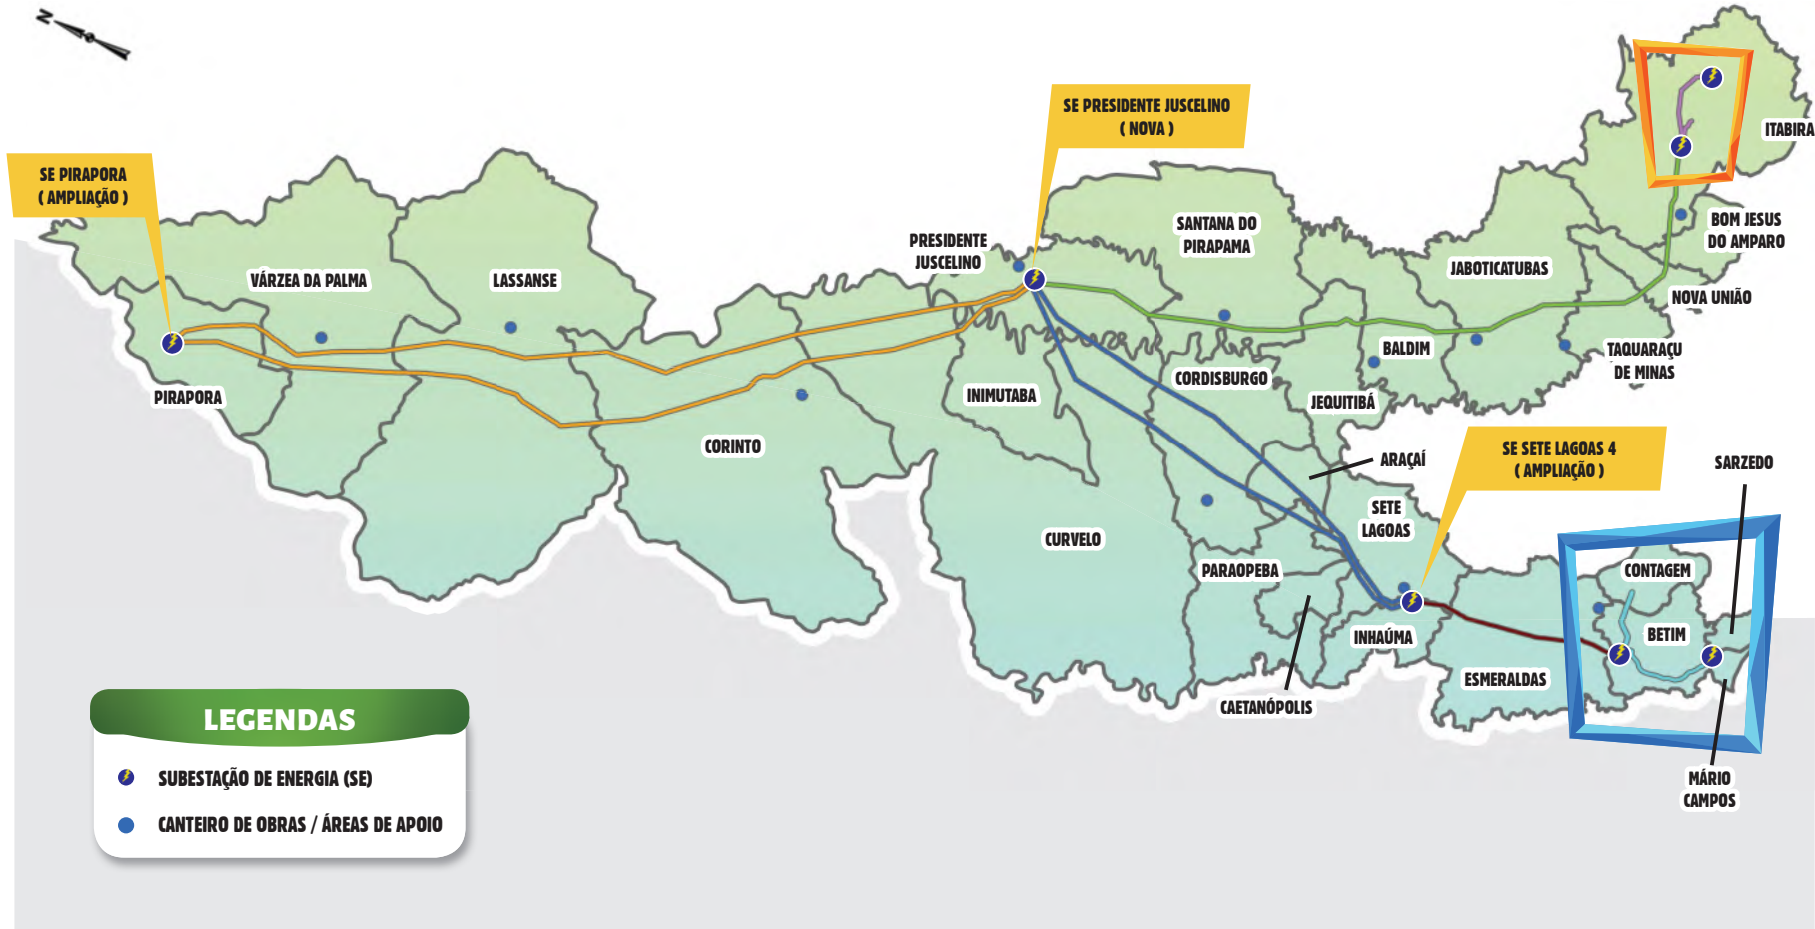 N
SE PIRAPORA
( AMPLIAÇÃO )
SE PRESIDENTE JUSCELINO
( NOVA )
ITABIRA
BOM JESUS
DO AMPARO
SANTANA DO
PIRAPAMA
PRESIDENTE
JUSCELINO
VÁRZEA DA PALMA
LASSANSE
JABOTICATUBAS
NOVA UNIÃO
TAQUARAÇU
DE MINAS
BALDIM
CORDISBURGO
JEQUITIBÁ
PIRAPORA
INIMUTABA
CORINTO
ARAÇAÍ
SE SETE LAGOAS 4
( AMPLIAÇÃO )
SARZEDO
SETE
LAGOAS
CURVELO
PARAOPEBA
CONTAGEM
BETIM
INHAÚMA
ESMERALDAS
CAETANÓPOLIS
MÁRIO
CAMPOS
LEGENDAS
SUBESTAÇÃO DE ENERGIA (SE)
CANTEIRO DE OBRAS / ÁREAS DE APOIO